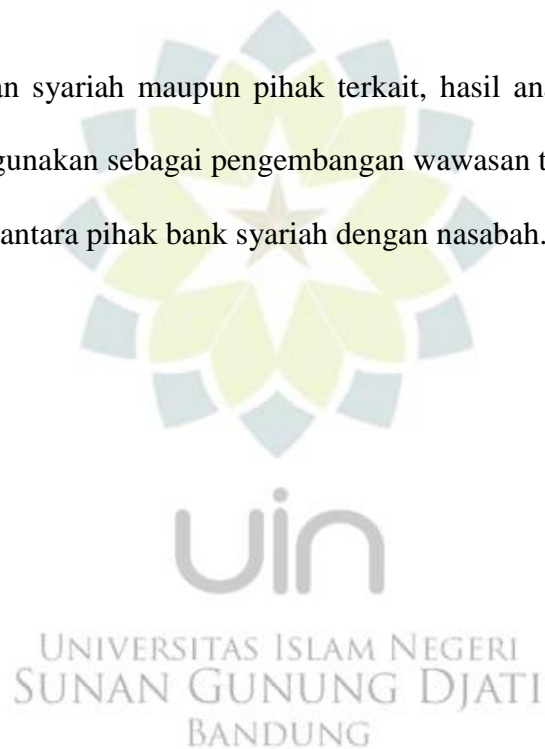 an syariah maupun pihak terkait, hasil ana
gunakan sebagai pengembangan wawasan t
antara pihak bank syariah dengan nasabah.
uin
UNIVERSITAS ISLAM NEGERI
SUNAN GUNUNG DJATI
BANDUNG